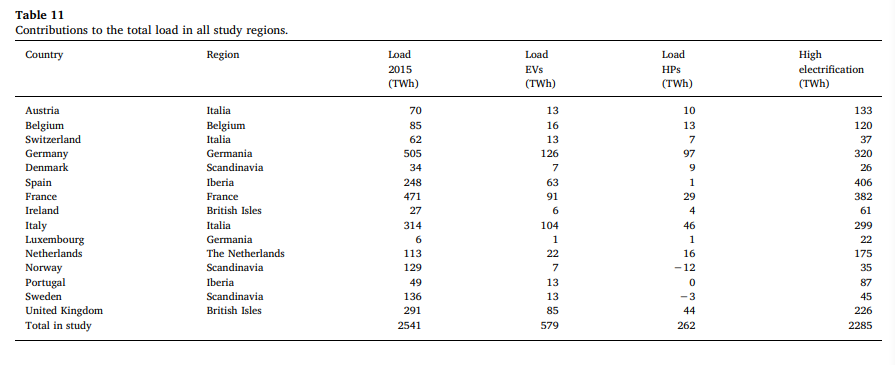 Table 11
Contributions to the total load in all study regions.
Country Region Load Load Load High
2015 EVs HPs electrification
(TWh) (TWh) (TWh) (TWh)
Austria Italia 70 13 10 133
Belgium Belgium 85 16 13 120
Switzerland Italia 62 13 7 37
Germany Germania 505 126 97 320
Denmark Scandinavia 34 7 9 26
Spain Iberia 248 63 1 406
France France 471 91 29 382
Ireland British Isles 27 6 4 61
Italy Italia 314 104 46 299
Luxembourg Germania 6 1 1 22
Netherlands The Netherlands 113 22 16 175
Norway Scandinavia 129 7 −12 35
Portugal Iberia 49 13 0 87
Sweden Scandinavia 136 13 −3 45
United Kingdom British Isles 291 85 44 226
Total in study 2541 579 262 2285